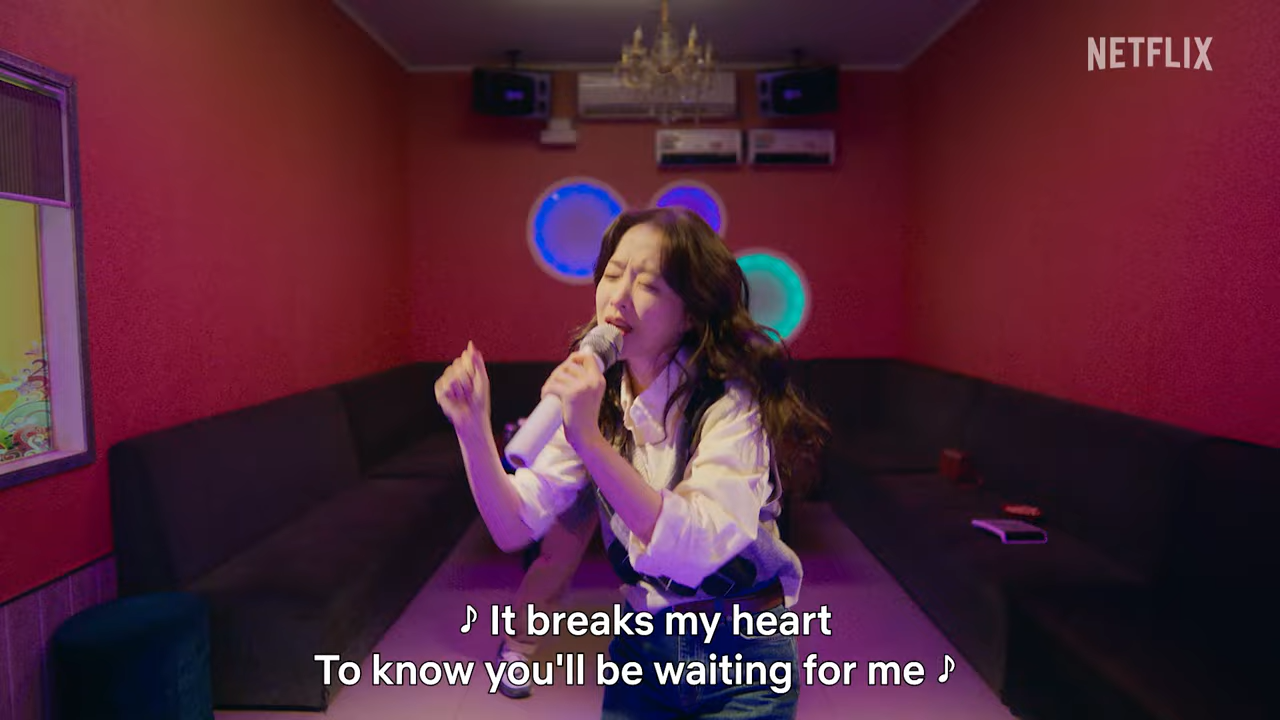 NETFLIX
♪ It breaks my heart
To know you'll be waiting for me ♪